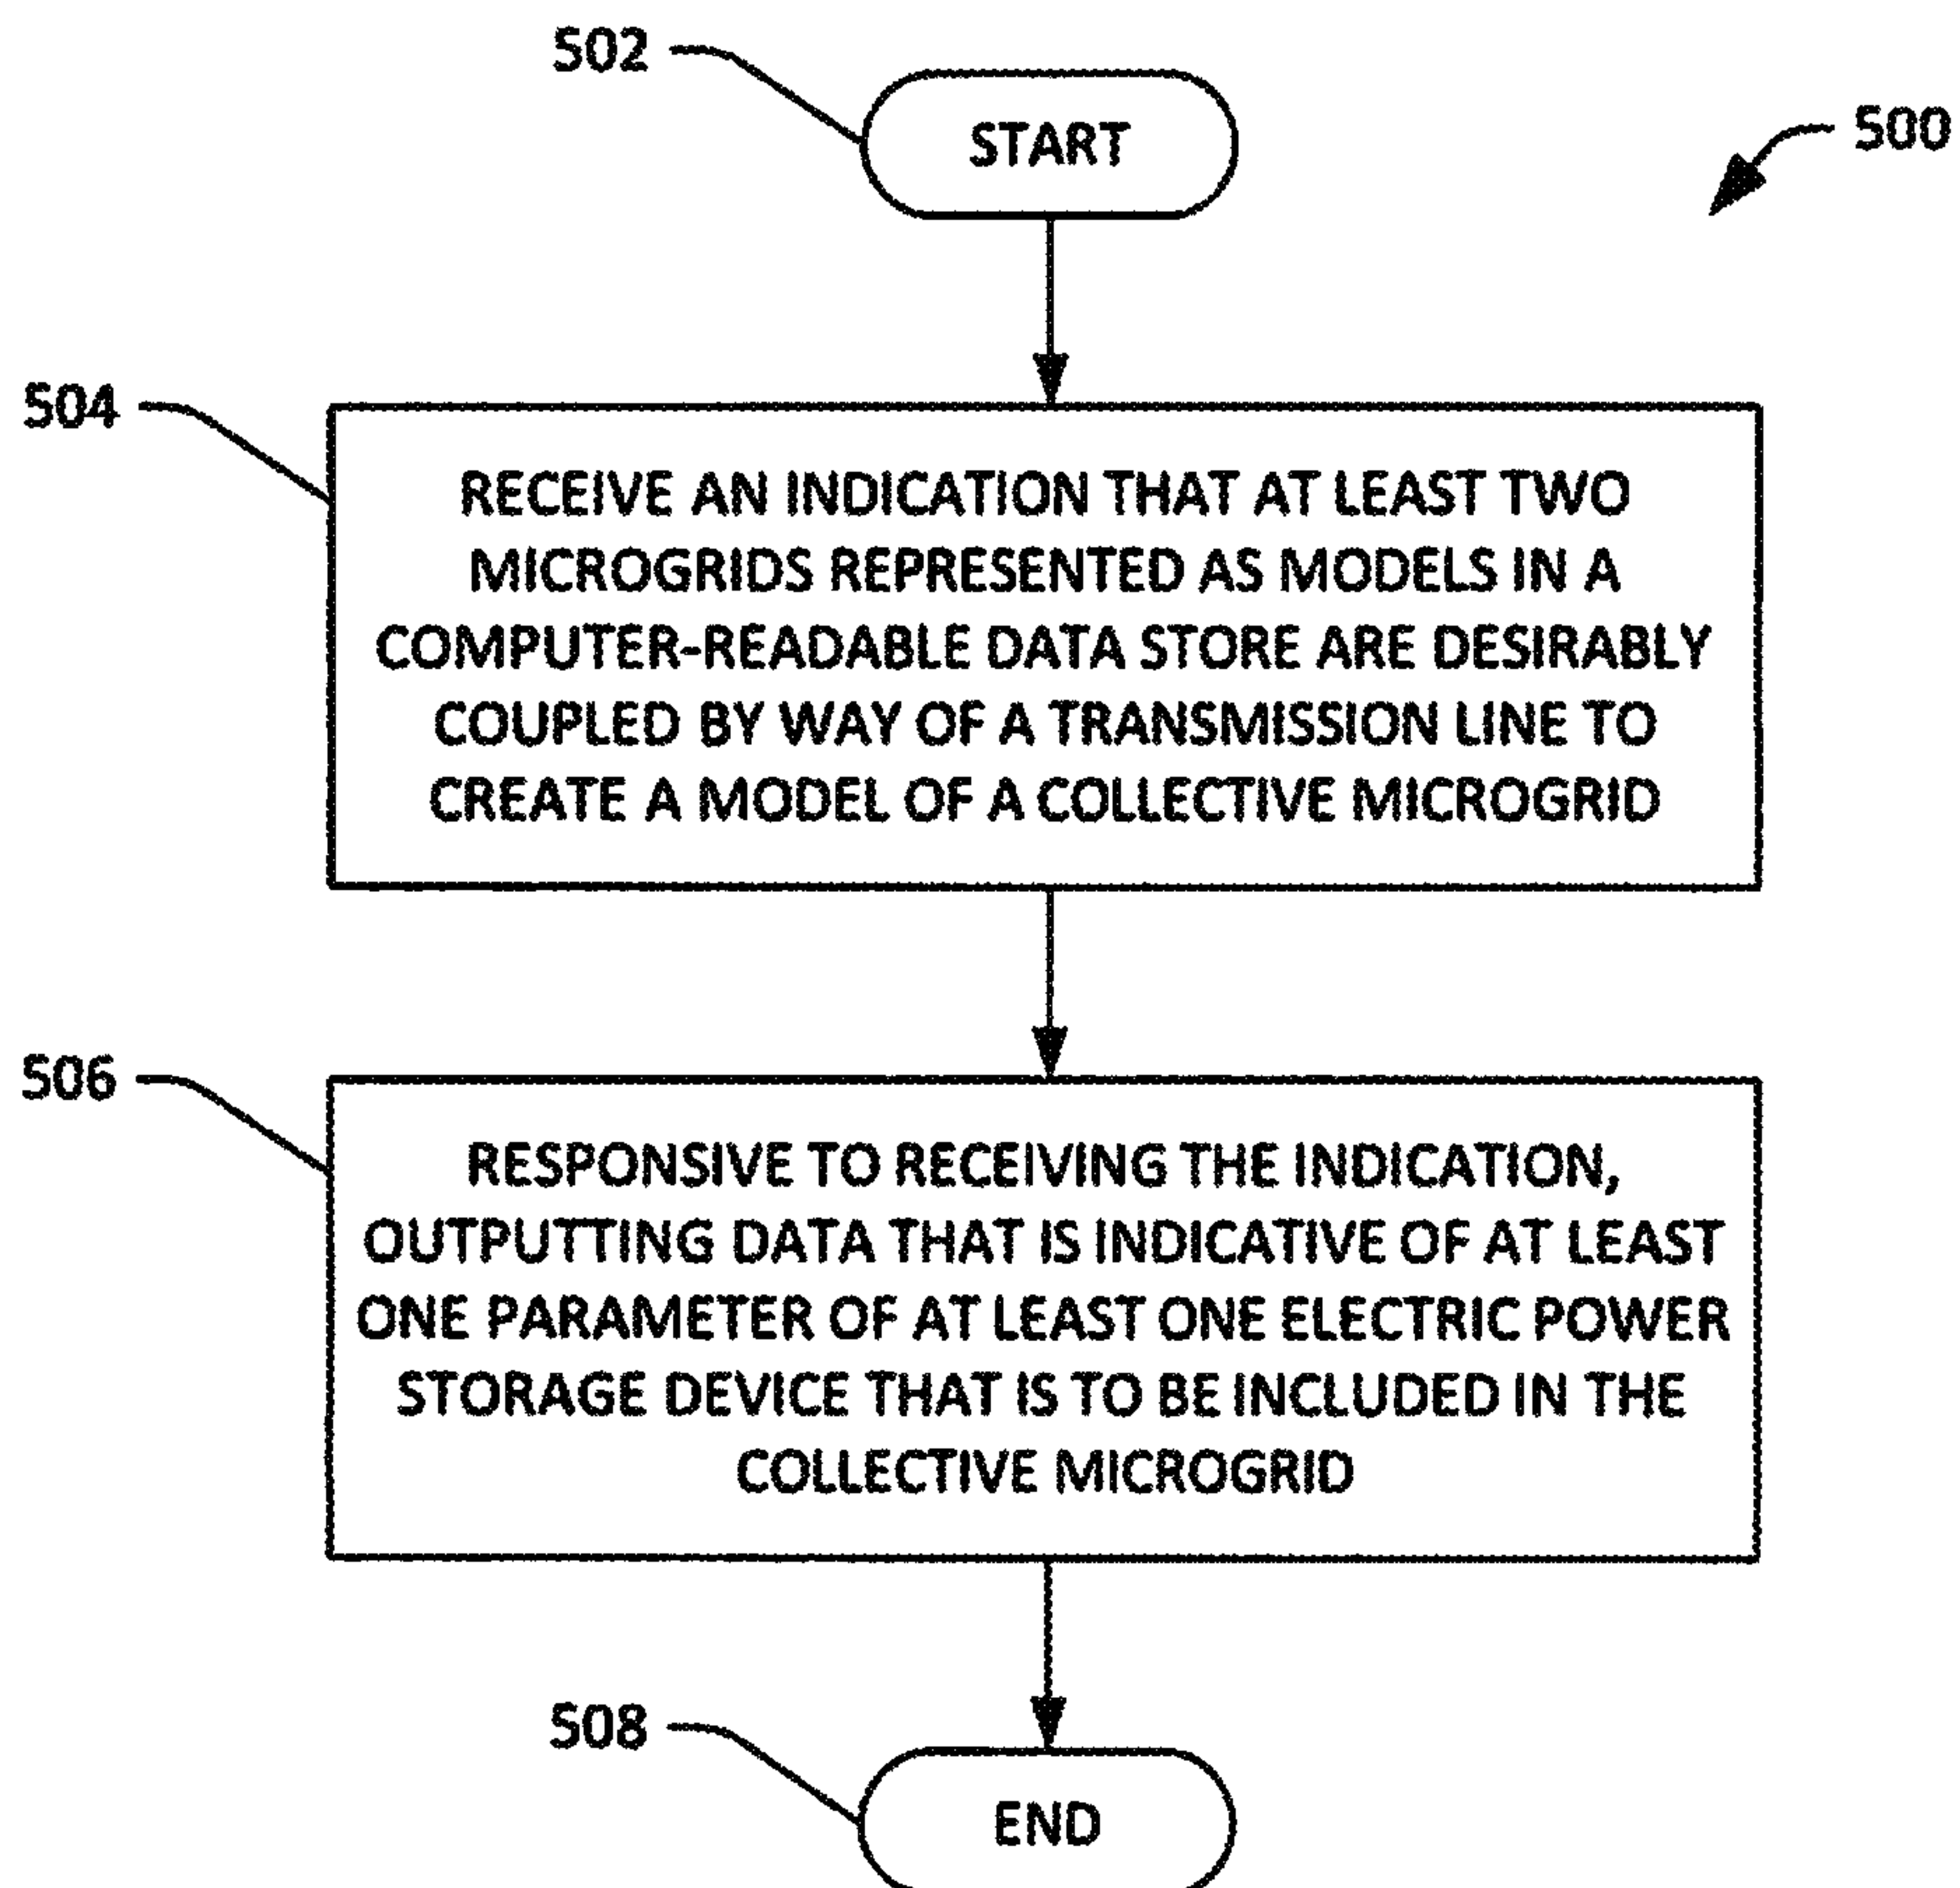 502
START
500
504
RECEIVE AN INDICATION THAT AT LEAST TWO
MICROGRIDS REPRESENTED AS MODELS IN A
COMPUTER-READABLE DATA STORE ARE DESIRABLY
COUPLED BY WAY OF A TRANSMISSION LINE TO
CREATE A MODEL OF A COLLECTIVE MICROGRID
506
RESPONSIVE TO RECEIVING THE INDICATION,
OUTPUTTING DATA THAT IS INDICATIVE OF AT LEAST
ONE PARAMETER OF AT LEAST ONE ELECTRIC POWER
STORAGE DEVICE THAT IS TO BE INCLUDED IN THE
COLLECTIVE MICROGRID
508
END